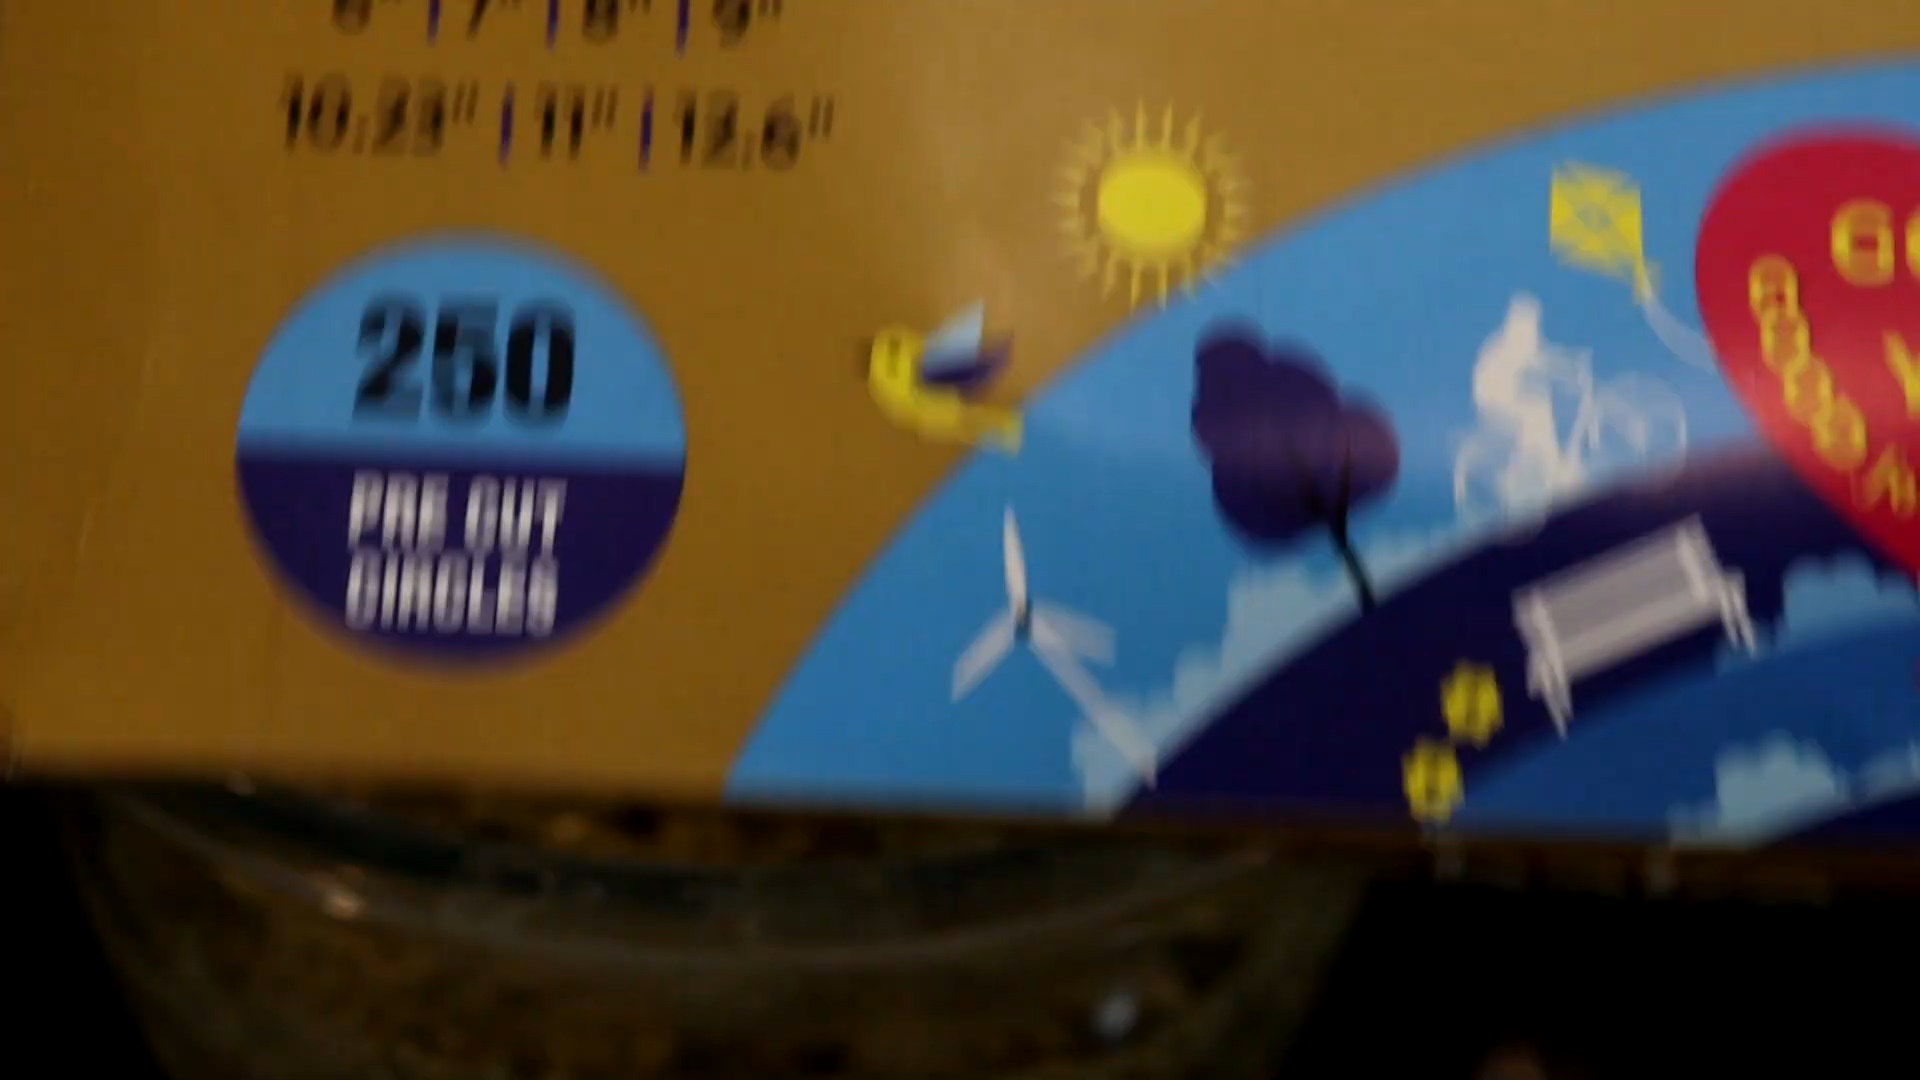 6" | 7" | 8" | 9"
10.23" | 11" | 12.6"
250
PRE CUT
CIRCLES